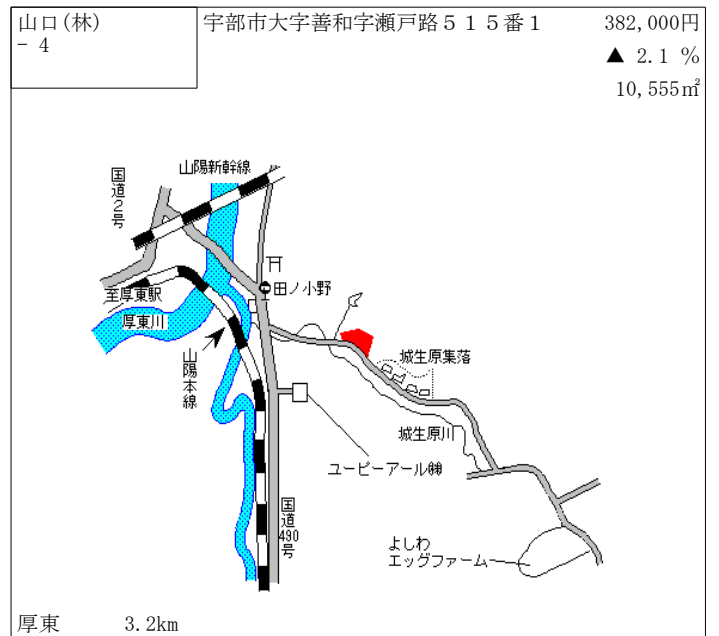 山口(林)
- 4
宇部市大字善和字瀬戸路５１５番１
382,000円
▲ 2.1 %
10,555㎡
山陽新幹線
国道２号
田ノ小野
至厚東駅
厚東川
山陽本線
城生原集落
城生原川
ユーピーアール㈱
国道490号
よしわ
エッグファーム
厚東 3.2km